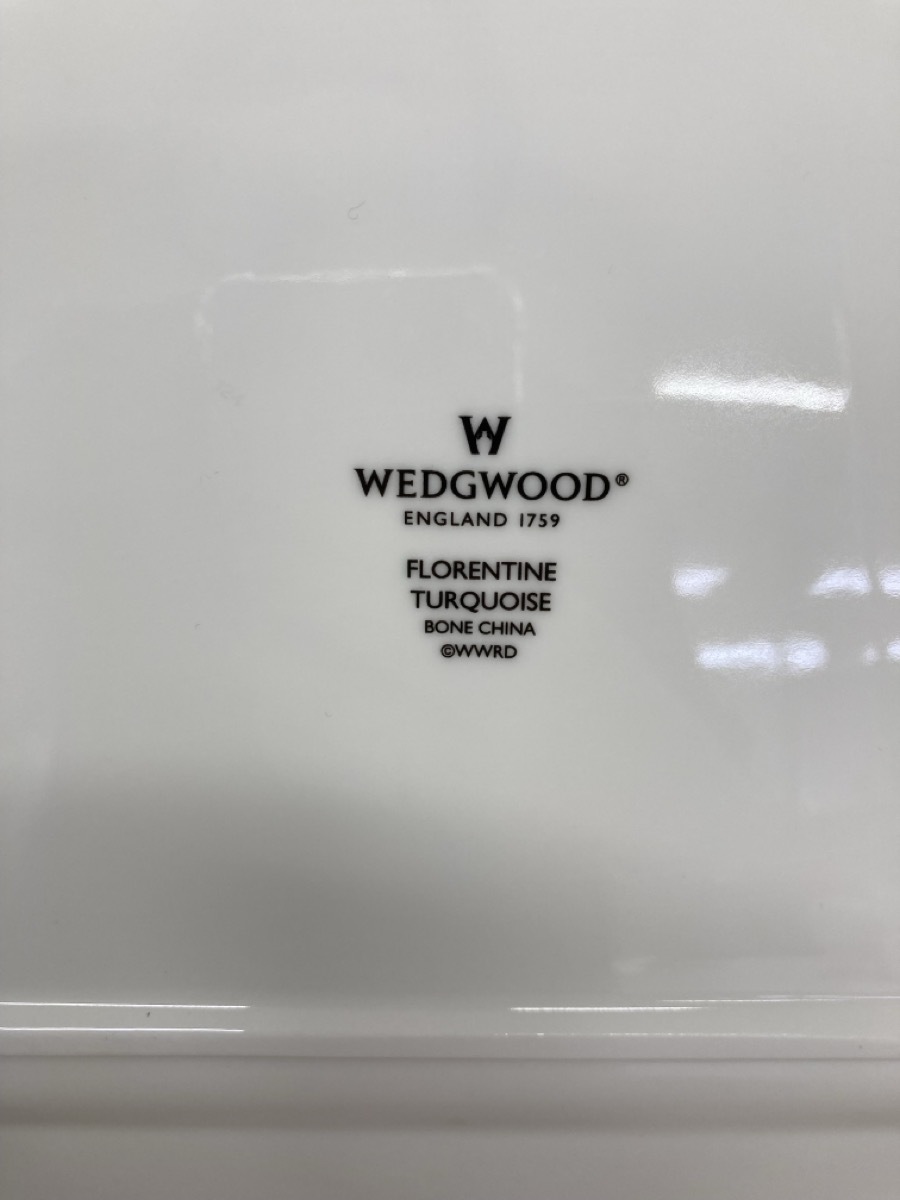 W
WEDGWOOD®
ENGLAND 1759
FLORENTINE
TURQUOISE
BONE CHINA
©WWRD